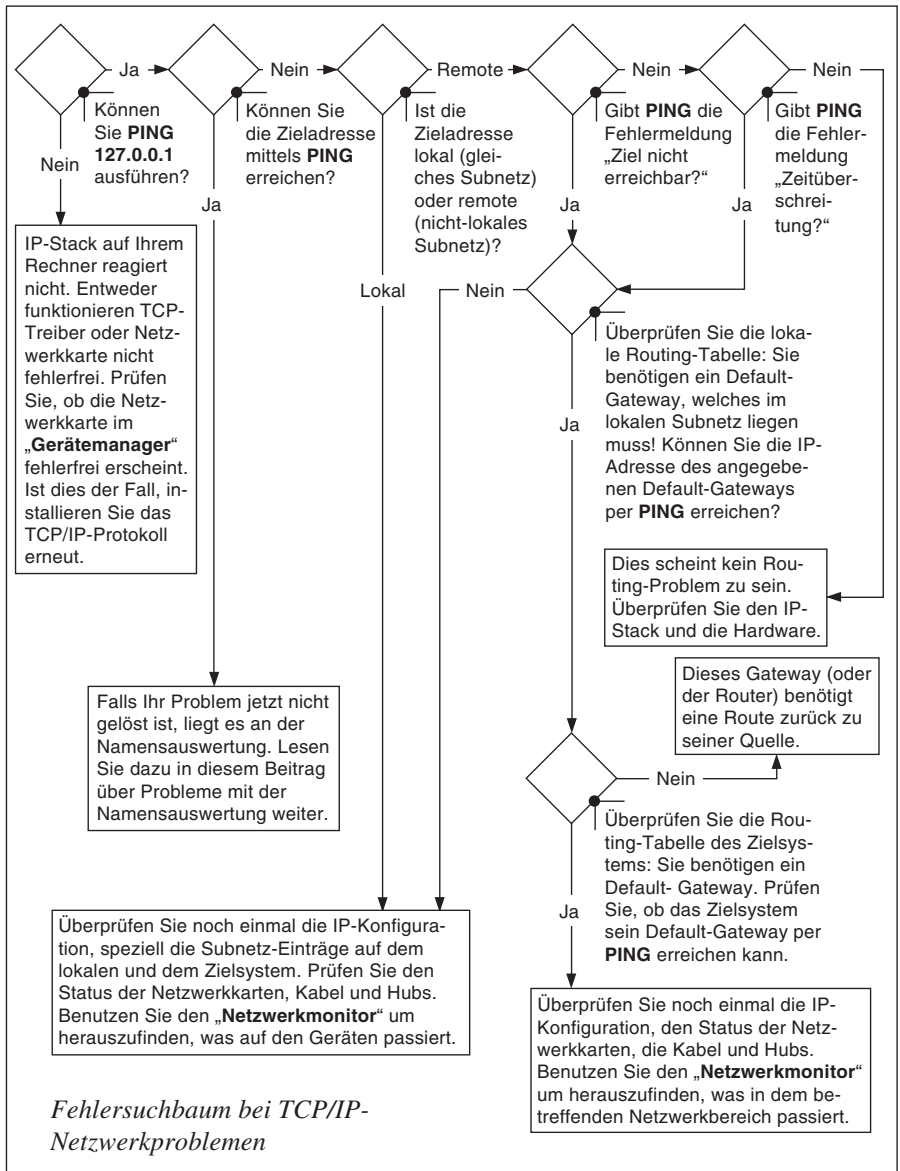 Ja
Nein
Remote
Nein
Nein
Können
Sie PING
127.0.0.1
ausführen?
Können Sie
die Zieladresse
mittels PING
erreichen?
Ist die
Zieladresse
lokal (glei-
ches Subnetz)
oder remote
(nicht-lokales
Subnetz)?
Gibt PING die
Fehlermeldung
„Ziel nicht
erreichbar?“
Gibt PING
die Fehler-
meldung
„Zeitüber-
schrei-
tung?“
Nein
Ja
Ja
Ja
IP-Stack auf Ihrem
Rechner reagiert
nicht. Entweder
funktionieren TCP-
Treiber oder Netz-
werkkarte nicht
fehlerfrei. Prüfen
Sie, ob die Netz-
werkkarte im
„Gerätemanager“
fehlerfrei erscheint.
Ist dies der Fall, in-
stallieren Sie das
TCP/IP-Protokoll
erneut.
Lokal
Nein
Überprüfen Sie die loka-
le Routing-Tabelle: Sie
benötigen ein Default-
Gateway, welches im
lokalen Subnetz liegen
muss! Können Sie die IP-
Adresse des angegebe-
nen Default-Gateways
per PING erreichen?
Ja
Dies scheint kein Rou-
ting-Problem zu sein.
Überprüfen Sie den IP-
Stack und die Hardware.
Dieses Gateway (oder
der Router) benötigt
eine Route zurück zu
seiner Quelle.
Falls Ihr Problem jetzt nicht
gelöst ist, liegt es an der
Namensauswertung. Lesen
Sie dazu in diesem Beitrag
über Probleme mit der
Namensauswertung weiter.
Nein
Überprüfen Sie die Rou-
ting-Tabelle des Zielsys-
tems: Sie benötigen ein
Default- Gateway. Prüfen
Sie, ob das Zielsystem
sein Default-Gateway per
PING erreichen kann.
Ja
Überprüfen Sie noch einmal die IP-Konfigura-
tion, speziell die Subnetz-Einträge auf dem
lokalen und dem Zielsystem. Prüfen Sie den
Status der Netzwerkkarten, Kabel und Hubs.
Benutzen Sie den „Netzwerkmonitor“ um
herauszufinden, was auf den Geräten passiert.
Überprüfen Sie noch einmal die IP-
Konfiguration, den Status der Netz-
werkkarten, die Kabel und Hubs.
Benutzen Sie den „Netzwerkmonitor“
um herauszufinden, was in dem be-
treffenden Netzwerkbereich passiert.
Fehlersuchbaum bei TCP/IP-
Netzwerkproblemen